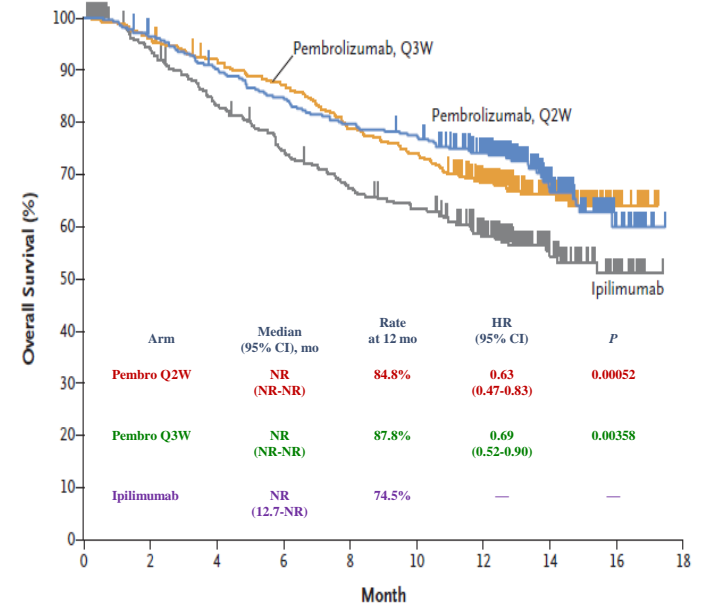 100
Pembrolizumab, Q3W
90
Pembrolizumab, Q2W
80
70
60
50
Ipilimumab
Overall Survival (%)
40
Arm
Median
(95% CI), mo
Rate
at 12 mo
HR
(95% CI)
P
30
Pembro Q2W
NR
(NR-NR)
84.8%
0.63
(0.47-0.83)
0.00052
20
Pembro Q3W
NR
(NR-NR)
87.8%
0.69
(0.52-0.90)
0.00358
10
Ipilimumab
NR
(12.7-NR)
74.5%
—
—
0
0 2 4 6 8 10 12 14 16 18
Month